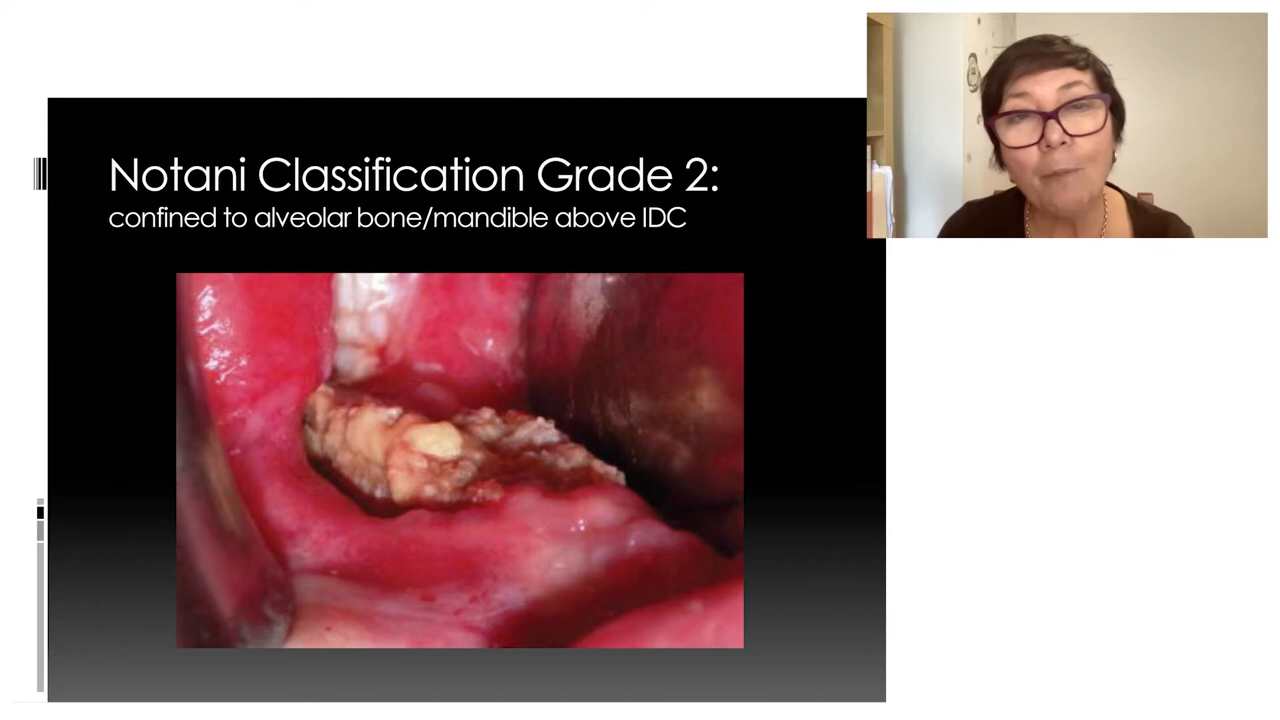 Notani Classification Grade 2:
confined to alveolar bone/mandible above IDC